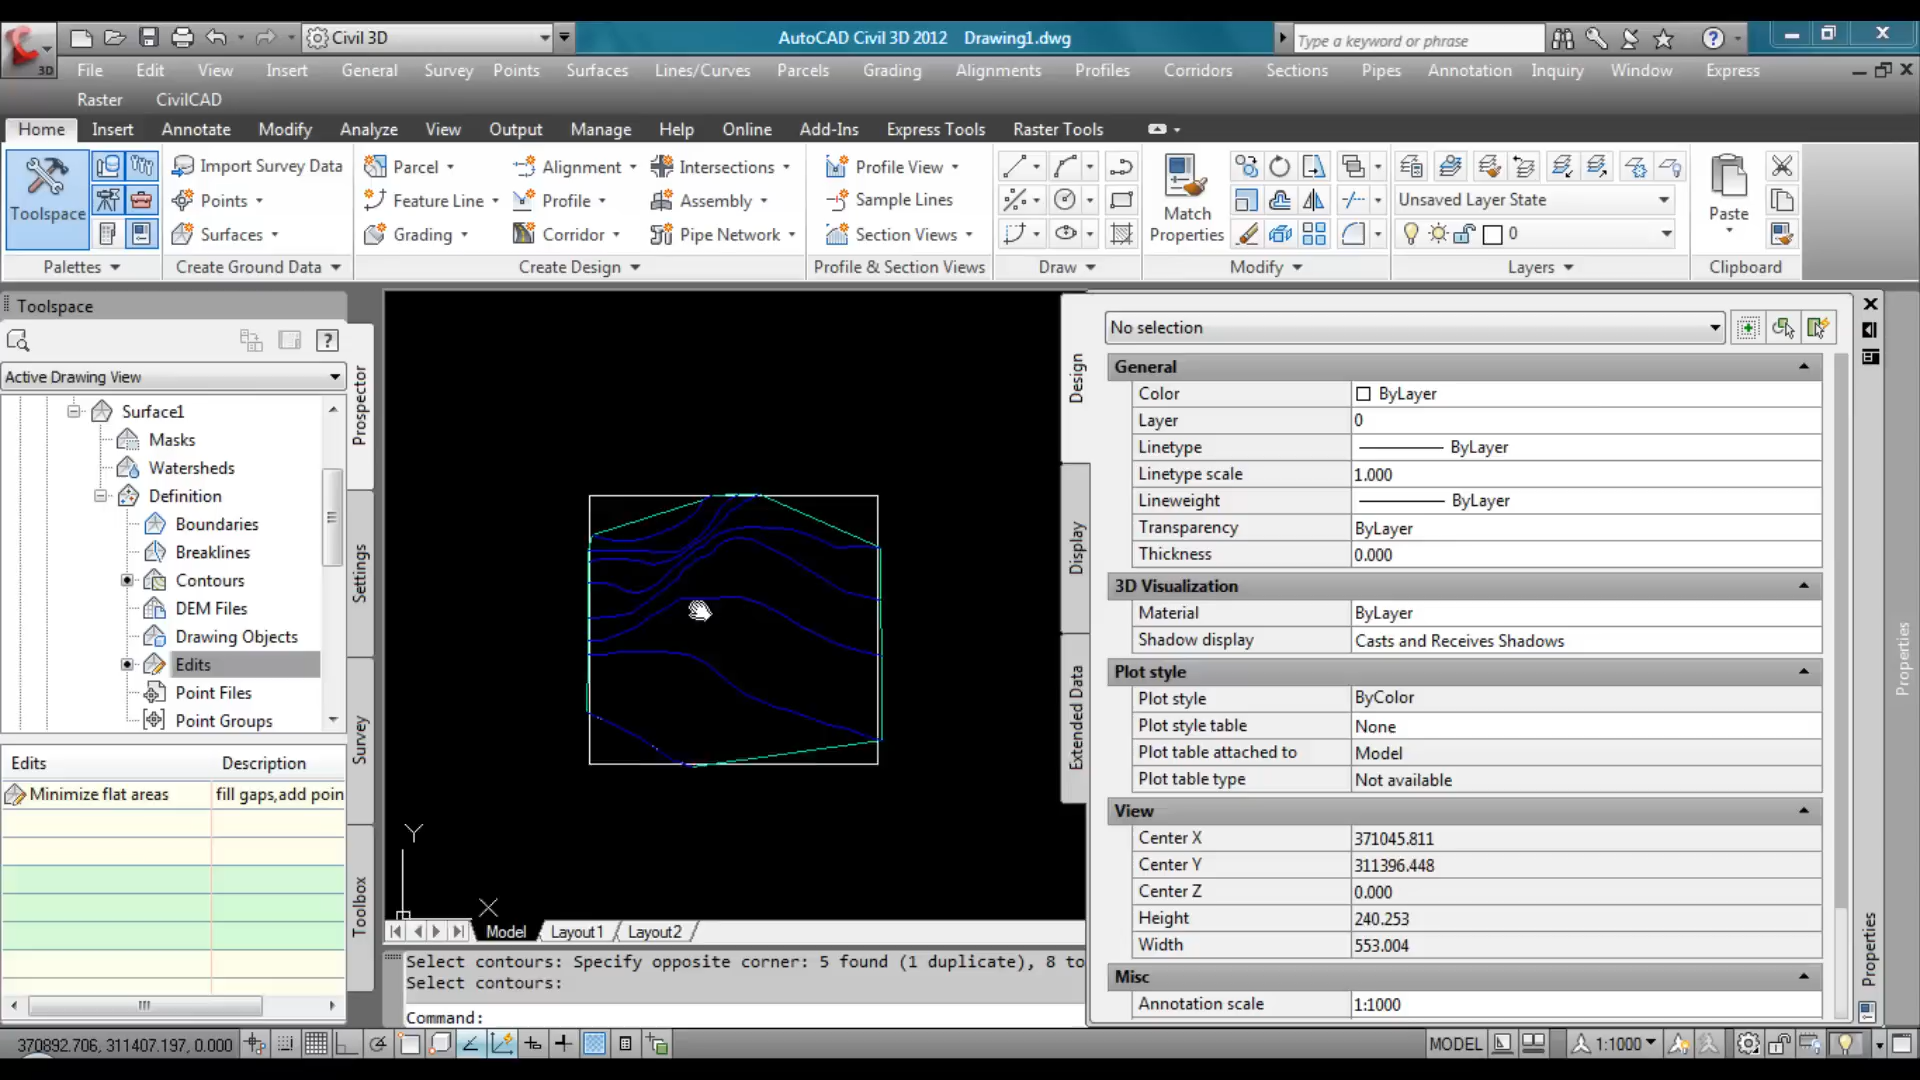 Civil 3D
AutoCAD Civil 3D 2012 Drawing1.dwg
Type a keyword or phrase
3D
File Edit View Insert General Survey Points Surfaces Lines/Curves Parcels Grading Alignments Profiles Corridors Sections Pipes Annotation Inquiry Window Express
Raster CivilCAD
Home Insert Annotate Modify Analyze View Output Manage Help Online Add-Ins Express Tools Raster Tools
Import Survey Data Parcel Alignment Intersections Profile View
Toolspace Points Feature Line Profile Assembly Sample Lines Match Properties Unsaved Layer State Paste
Surfaces Grading Corridor Pipe Network Section Views 0
Palettes Create Ground Data Create Design Profile & Section Views Draw Modify Layers Clipboard
Toolspace
?
Active Drawing View
Surface1
Masks
Watersheds
Definition
Boundaries
Breaklines
Contours
DEM Files
Drawing Objects
Edits
Point Files
Point Groups
Prospector
Settings
Survey
Toolbox
Edits Description
Minimize flat areas fill gaps,add poin
Y
X
Model Layout1 Layout2
Select contours: Specify opposite corner: 5 found (1 duplicate), 8 to
Select contours:
Command:
Design
Display
Extended Data
No selection
General
Color ByLayer
Layer 0
Linetype ByLayer
Linetype scale 1.000
Lineweight ByLayer
Transparency ByLayer
Thickness 0.000
3D Visualization
Material ByLayer
Shadow display Casts and Receives Shadows
Plot style
Plot style ByColor
Plot style table None
Plot table attached to Model
Plot table type Not available
View
Center X 371045.811
Center Y 311396.448
Center Z 0.000
Height 240.253
Width 553.004
Misc
Annotation scale 1:1000
Properties
Properties
370892.706, 311407.197, 0.000
MODEL 1:1000